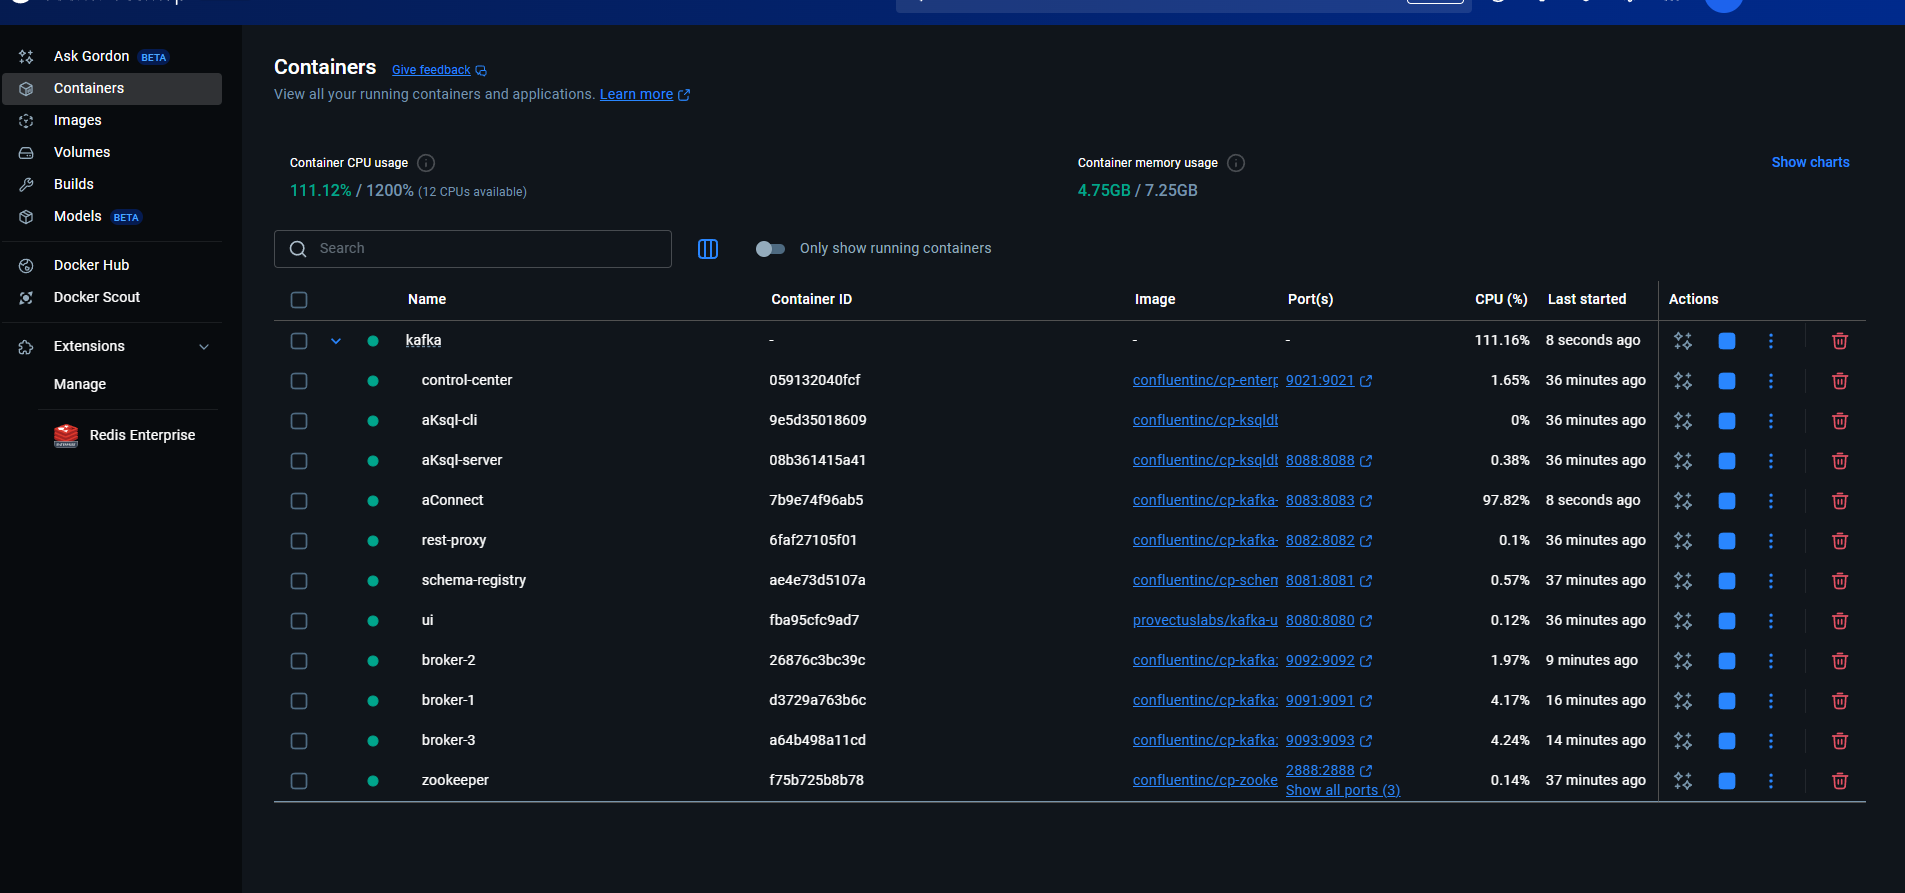 Ask Gordon BETA
Containers
Images
Volumes
Builds
Models BETA
Docker Hub
Docker Scout
Extensions
Manage
Redis Enterprise
Containers Give feedback
View all your running containers and applications. Learn more
Container CPU usage
111.12% / 1200% (12 CPUs available)
Container memory usage
4.75GB / 7.25GB
Show charts
Search
Only show running containers
Name Container ID Image Port(s) CPU (%) Last started Actions
kafka - - - 111.16% 8 seconds ago
control-center 059132040fcf confluentinc/cp-enterp 9021:9021 1.65% 36 minutes ago
aKsql-cli 9e5d35018609 confluentinc/cp-ksqldb 0% 36 minutes ago
aKsql-server 08b361415a41 confluentinc/cp-ksqldb 8088:8088 0.38% 36 minutes ago
aConnect 7b9e74f96ab5 confluentinc/cp-kafka- 8083:8083 97.82% 8 seconds ago
rest-proxy 6faf27105f01 confluentinc/cp-kafka- 8082:8082 0.1% 36 minutes ago
schema-registry ae4e73d5107a confluentinc/cp-schem 8081:8081 0.57% 37 minutes ago
ui fba95cfc9ad7 provectuslabs/kafka-u 8080:8080 0.12% 36 minutes ago
broker-2 26876c3bc39c confluentinc/cp-kafka: 9092:9092 1.97% 9 minutes ago
broker-1 d3729a763b6c confluentinc/cp-kafka: 9091:9091 4.17% 16 minutes ago
broker-3 a64b498a11cd confluentinc/cp-kafka: 9093:9093 4.24% 14 minutes ago
zookeeper f75b725b8b78 confluentinc/cp-zooke 2888:2888 0.14% 37 minutes ago
Show all ports (3)